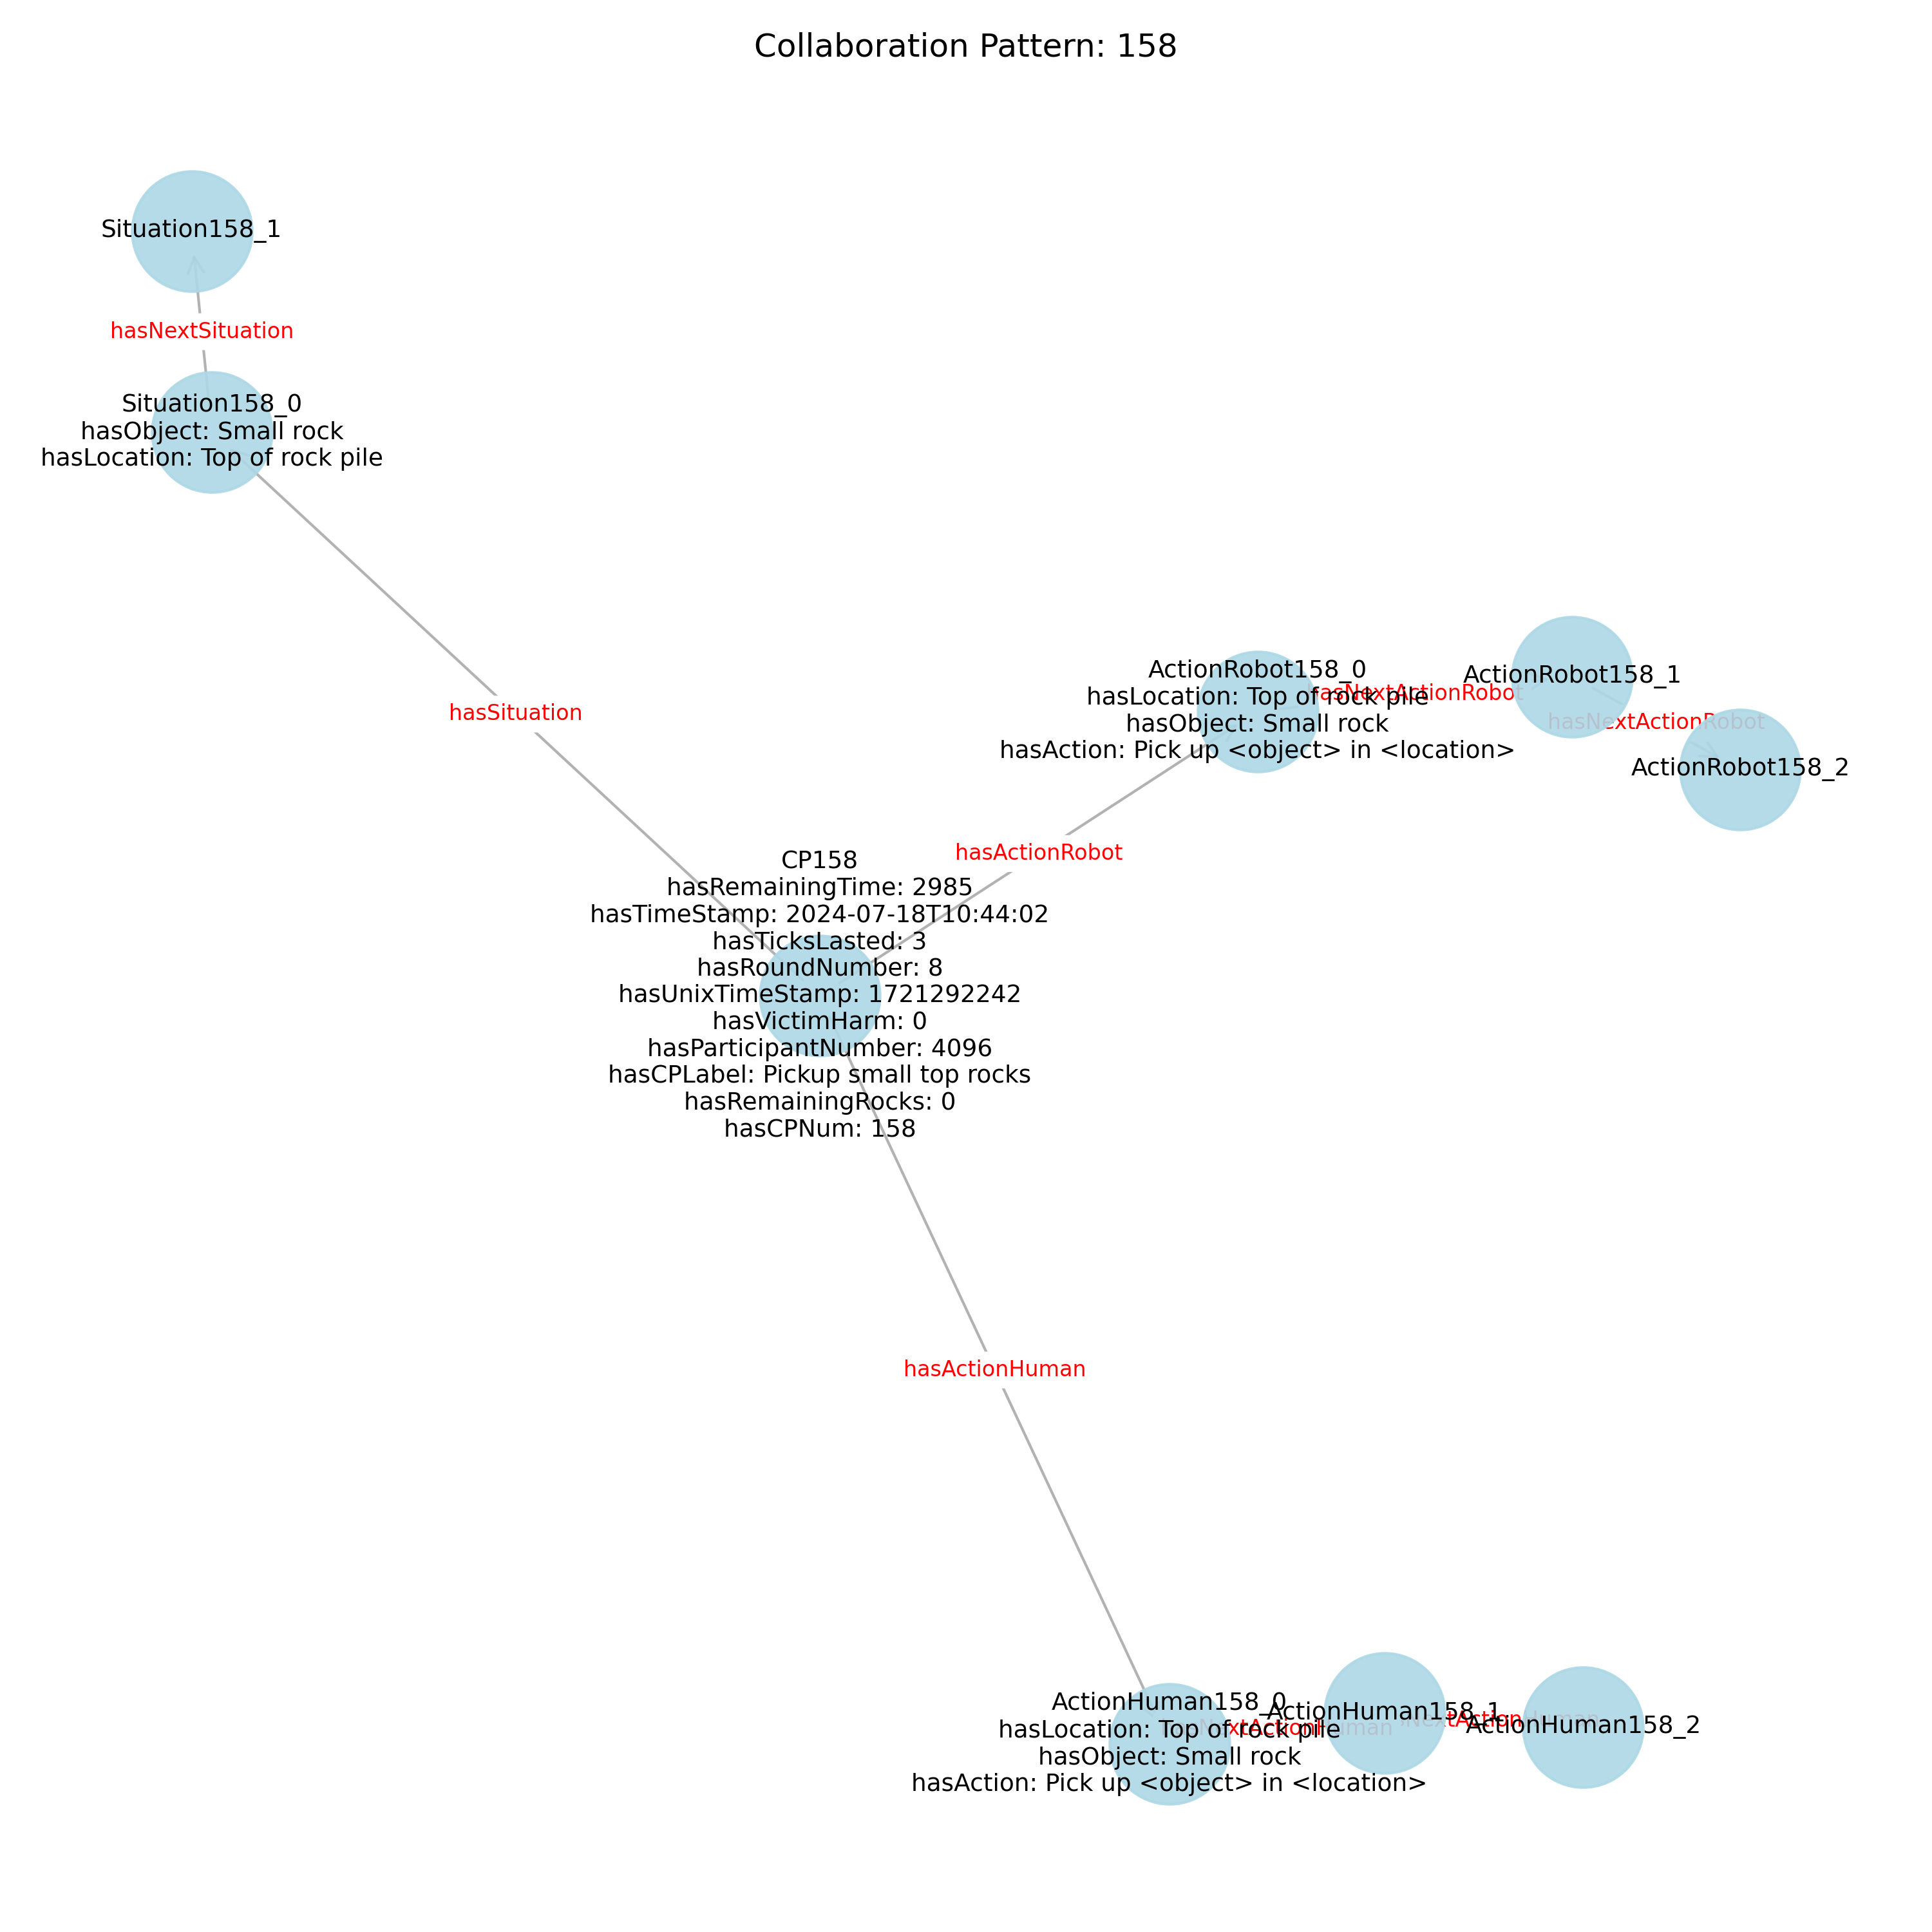 Collaboration Pattern: 158
Situation158_1
hasNextSituation
Situation158_0
hasObject: Small rock
hasLocation: Top of rock pile
hasSituation
ActionRobot158_0
hasLocation: Top of rock pile
hasObject: Small rock
hasAction: Pick up <object> in <location>
hasNextActionRobot
ActionRobot158_1
hasNextActionRobot
ActionRobot158_2
hasActionRobot
CP158
hasRemainingTime: 2985
hasTimeStamp: 2024-07-18T10:44:02
hasTicksLasted: 3
hasRoundNumber: 8
hasUnixTimeStamp: 1721292242
hasVictimHarm: 0
hasParticipantNumber: 4096
hasCPLabel: Pickup small top rocks
hasRemainingRocks: 0
hasCPNum: 158
hasActionHuman
ActionHuman158_0
hasLocation: Top of rock pile
hasObject: Small rock
hasAction: Pick up <object> in <location>
hasNextActionHuman
ActionHuman158_1
hasNextActionHuman
ActionHuman158_2